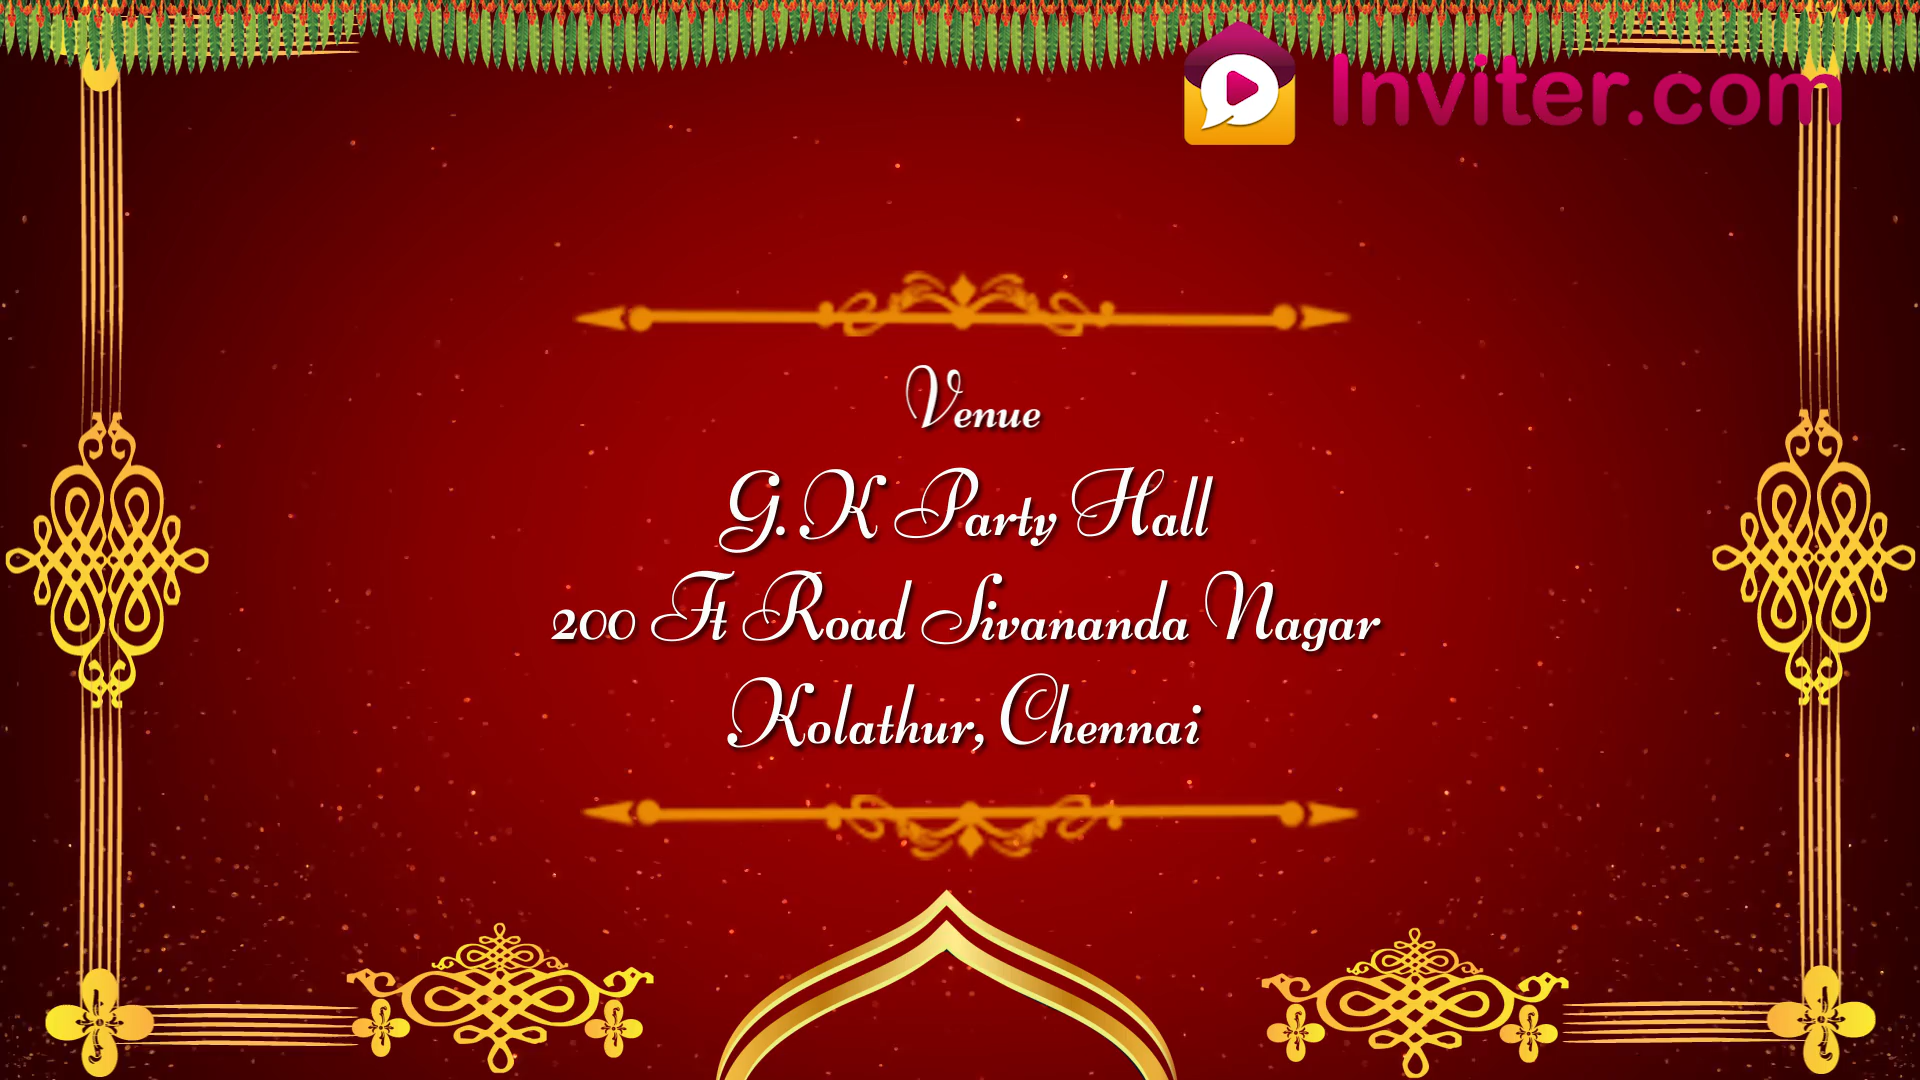 Inviter.com
Venue
G. K Party Hall
200 Ft Road Sivananda Nagar
Kolathur, Chennai